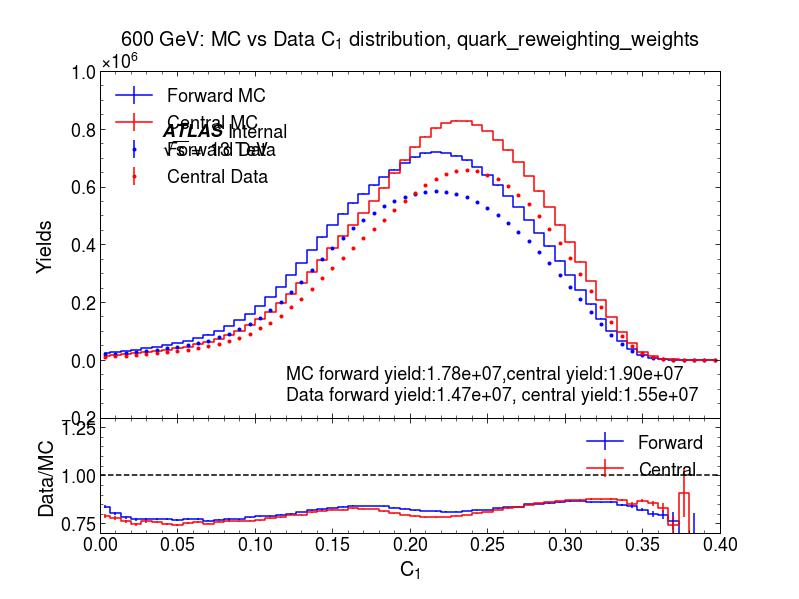 600 GeV: MC vs Data C₁ distribution, quark_reweighting_weights
×10⁶
1.0
0.8
0.6
0.4
0.2
0.0
0.2
Yields
Forward MC
Central MC
ATLAS Internal
√s = 13 TeV
Forward Data
Central Data
MC forward yield:1.78e+07,central yield:1.90e+07
Data forward yield:1.47e+07, central yield:1.55e+07
1.25
1.00
0.75
Data/MC
Forward
Central
0.00 0.05 0.10 0.15 0.20 0.25 0.30 0.35 0.40
C₁